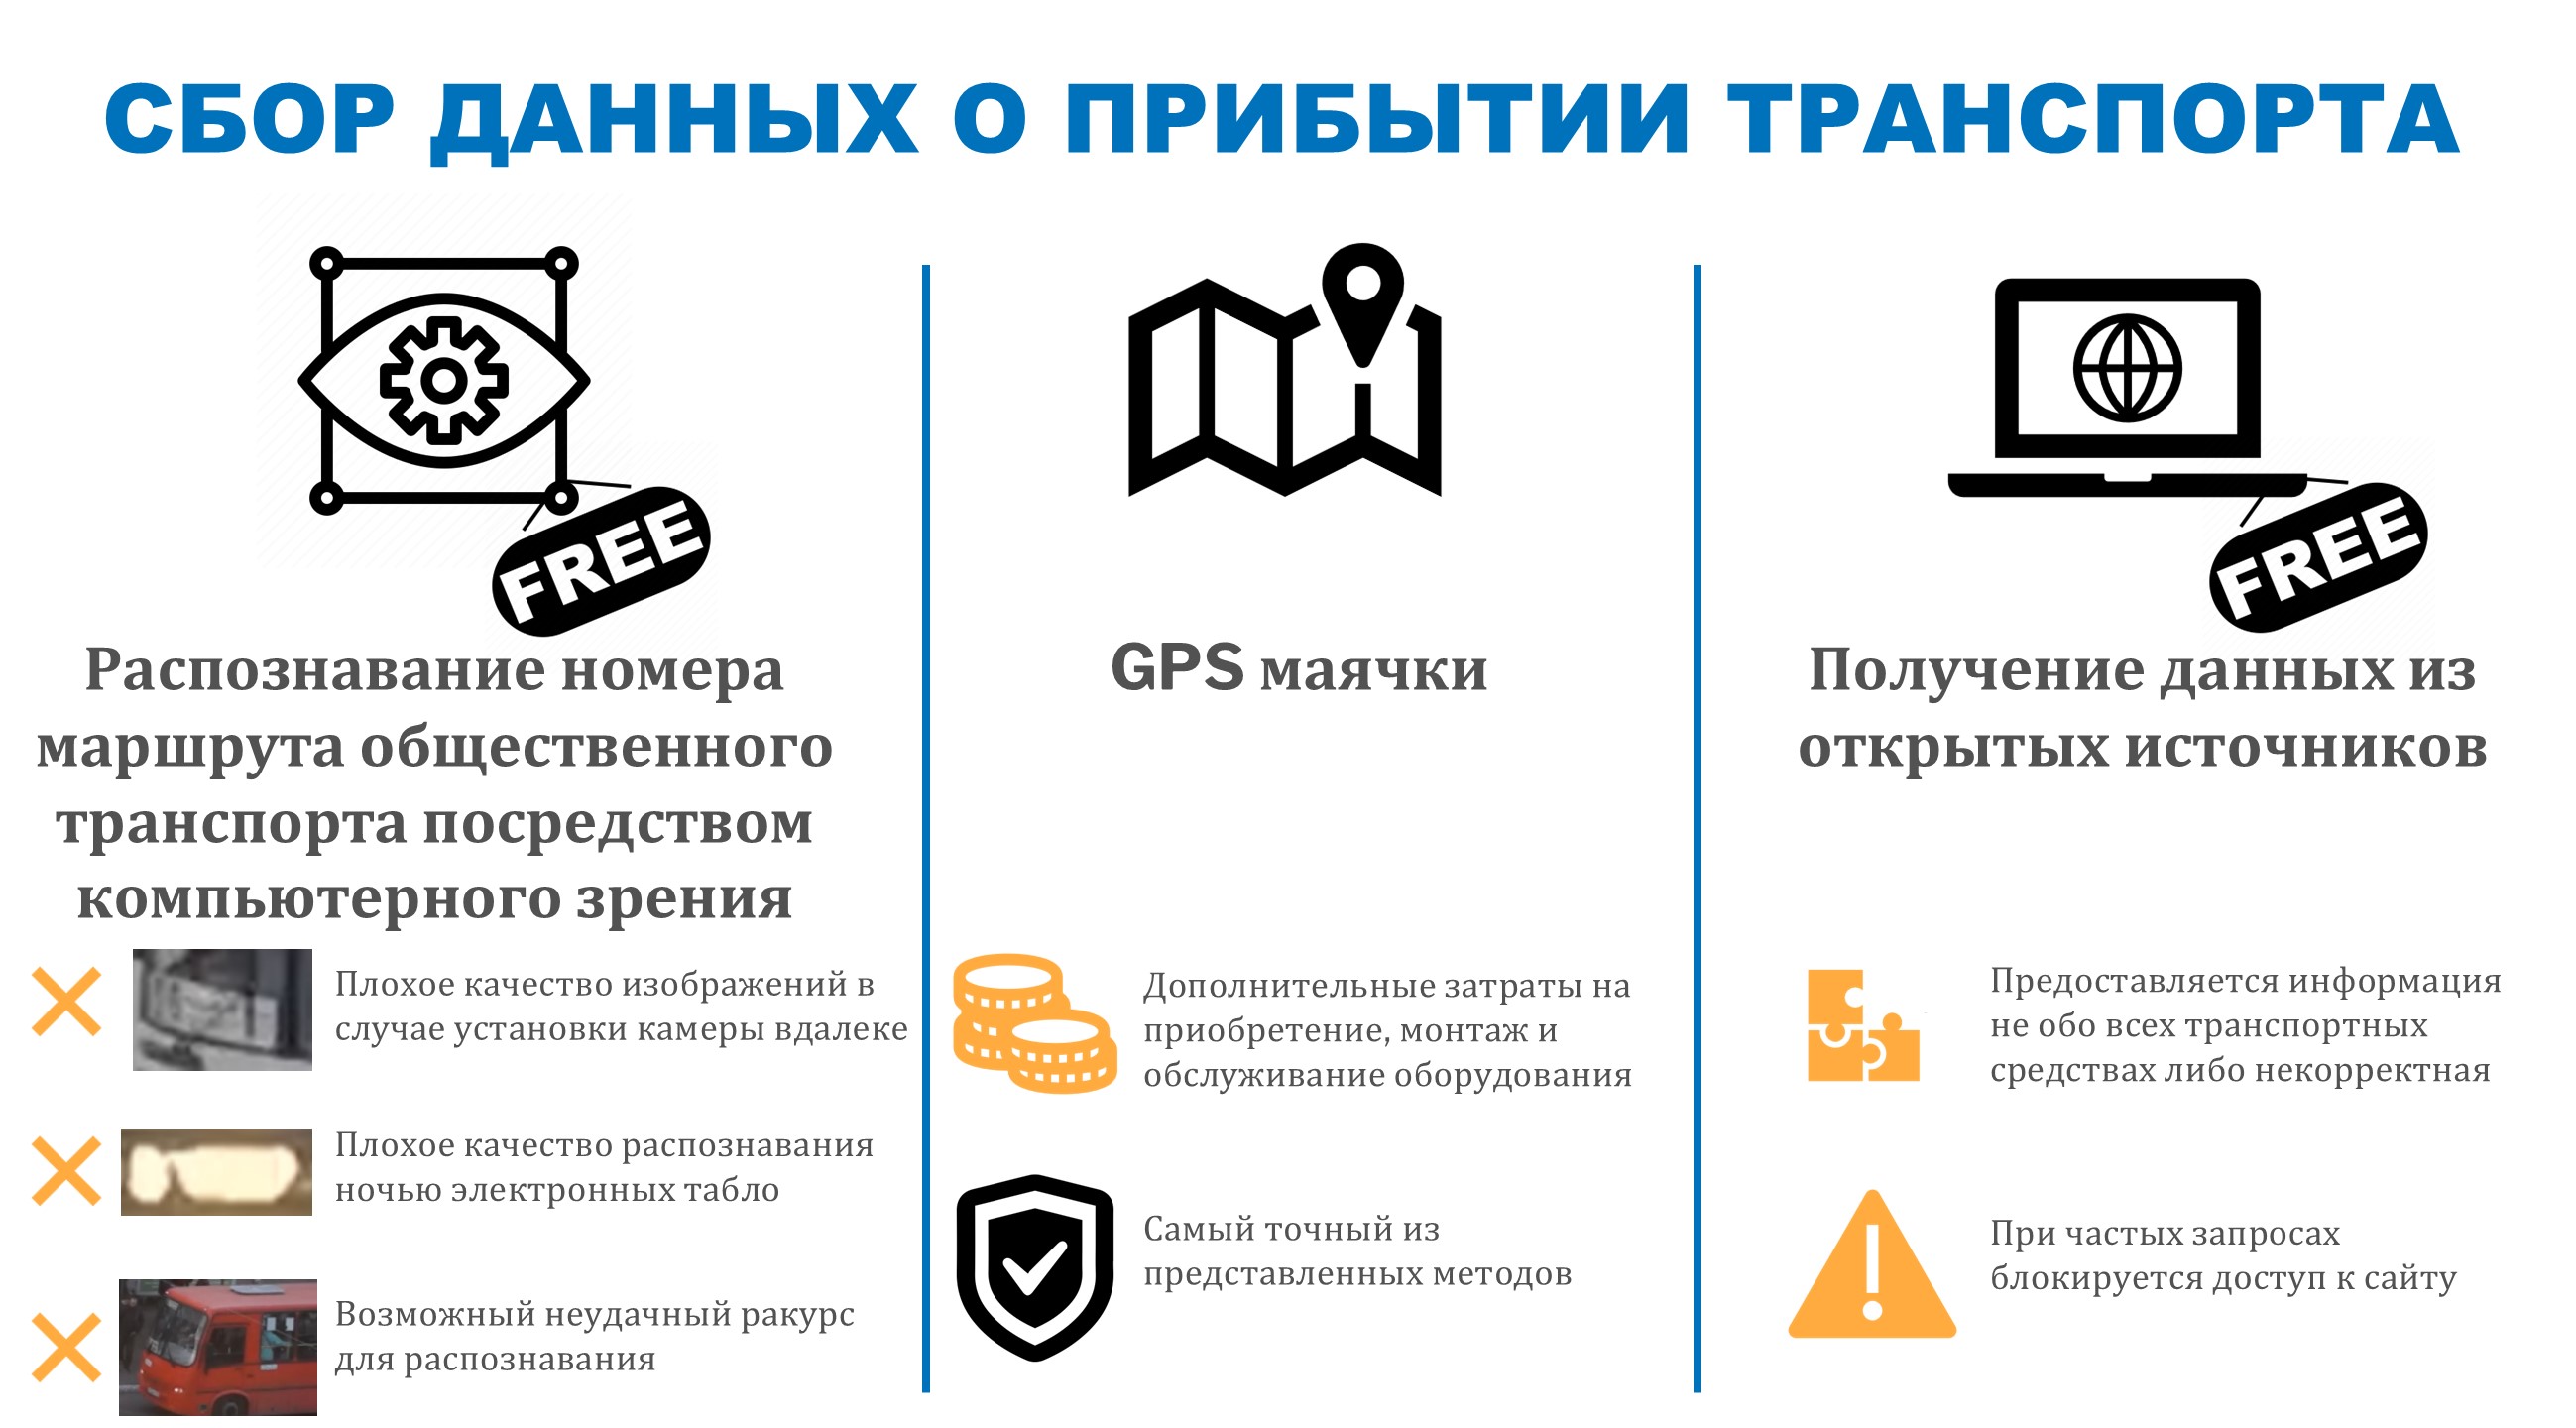 СБОР ДАННЫХ О ПРИБЫТИИ ТРАНСПОРТА
FREE
Распознавание номера
маршрута общественного
транспорта посредством
компьютерного зрения
Плохое качество изображений в
случае установки камеры вдалеке
Плохое качество распознавания
ночью электронных табло
Возможный неудачный ракурс
для распознавания
GPS маячки
Дополнительные затраты на
приобретение, монтаж и
обслуживание оборудования
Самый точный из
представленных методов
FREE
Получение данных из
открытых источников
Предоставляется информация
не обо всех транспортных
средствах либо некорректная
При частых запросах
блокируется доступ к сайту